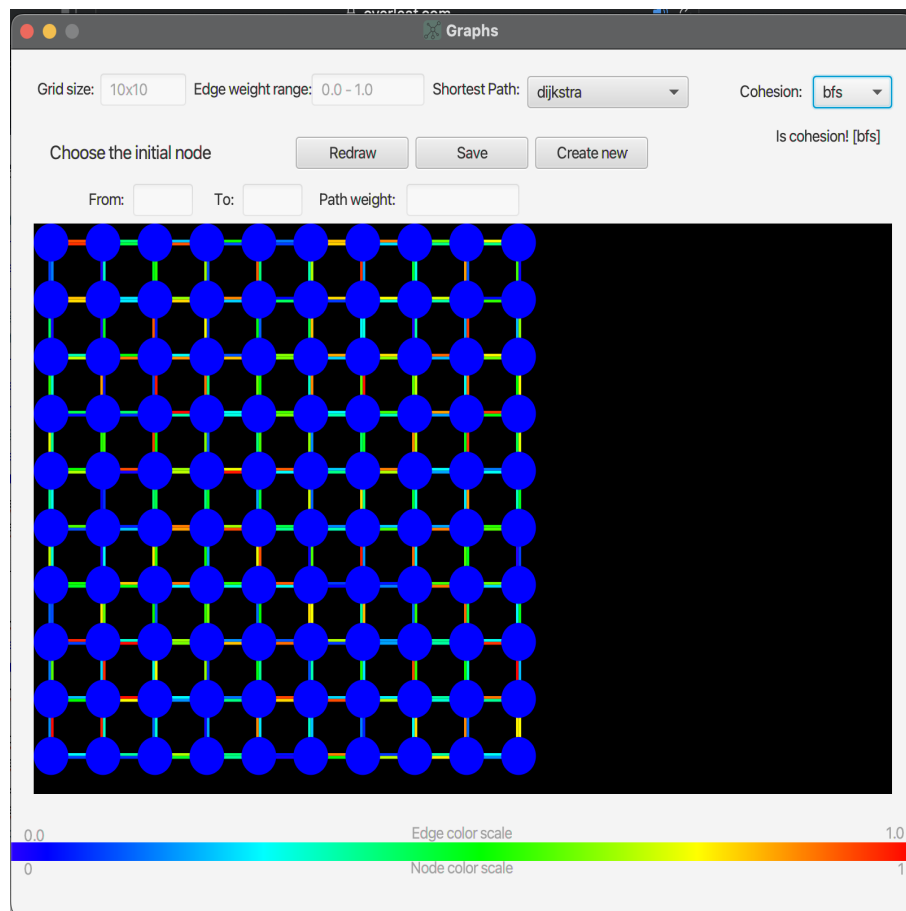 overleaf.com
Graphs
Grid size: 10x10 Edge weight range: 0.0 - 1.0 Shortest Path: dijkstra Cohesion: bfs
Is cohesion! [bfs]
Choose the initial node Redraw Save Create new
From: To: Path weight:
0.0 Edge color scale 1.0
0 Node color scale 1